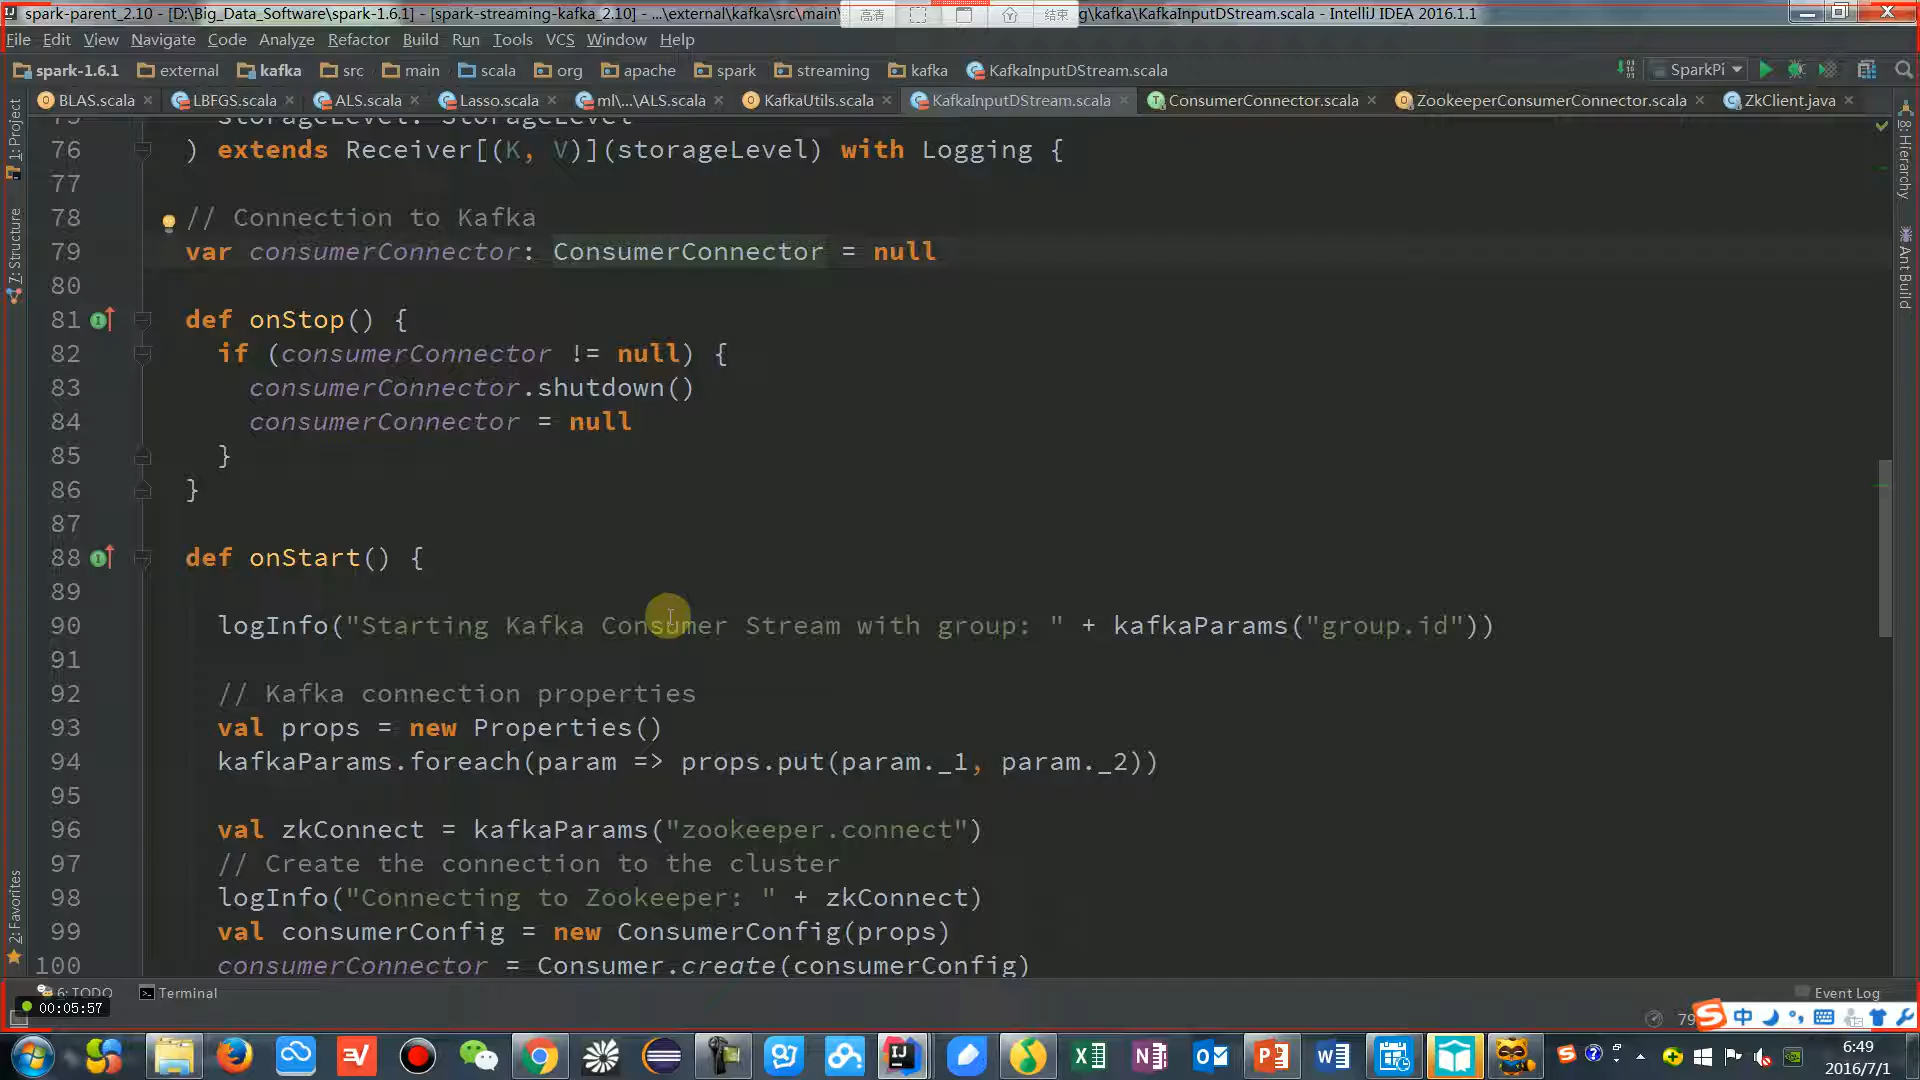 spark-parent_2.10 - [D:\Big_Data_Software\spark-1.6.1] - [spark-streaming-kafka_2.10] - ...\external\kafka\src\main\
高清
结束
g\kafka\KafkaInputDStream.scala - IntelliJ IDEA 2016.1.1
File Edit View Navigate Code Analyze Refactor Build Run Tools VCS Window Help
spark-1.6.1 external kafka src main scala org apache spark streaming kafka KafkaInputDStream.scala
SparkPi
BLAS.scala LBFGS.scala ALS.scala Lasso.scala ml\...\ALS.scala KafkaUtils.scala KafkaInputDStream.scala ConsumerConnector.scala ZookeeperConsumerConnector.scala ZkClient.java
1: Project
7: Structure
2: Favorites
8: Hierarchy
Ant Build
75 storageLevel: StorageLevel
76 ) extends Receiver[(K, V)](storageLevel) with Logging {
77
78 // Connection to Kafka
79 var consumerConnector: ConsumerConnector = null
80
81 def onStop() {
82 if (consumerConnector != null) {
83 consumerConnector.shutdown()
84 consumerConnector = null
85 }
86 }
87
88 def onStart() {
89
90 logInfo("Starting Kafka Consumer Stream with group: " + kafkaParams("group.id"))
91
92 // Kafka connection properties
93 val props = new Properties()
94 kafkaParams.foreach(param => props.put(param._1, param._2))
95
96 val zkConnect = kafkaParams("zookeeper.connect")
97 // Create the connection to the cluster
98 logInfo("Connecting to Zookeeper: " + zkConnect)
99 val consumerConfig = new ConsumerConfig(props)
100 consumerConnector = Consumer.create(consumerConfig)
6: TODO Terminal Event Log
00:05:57
79
中
6:49
2016/7/1